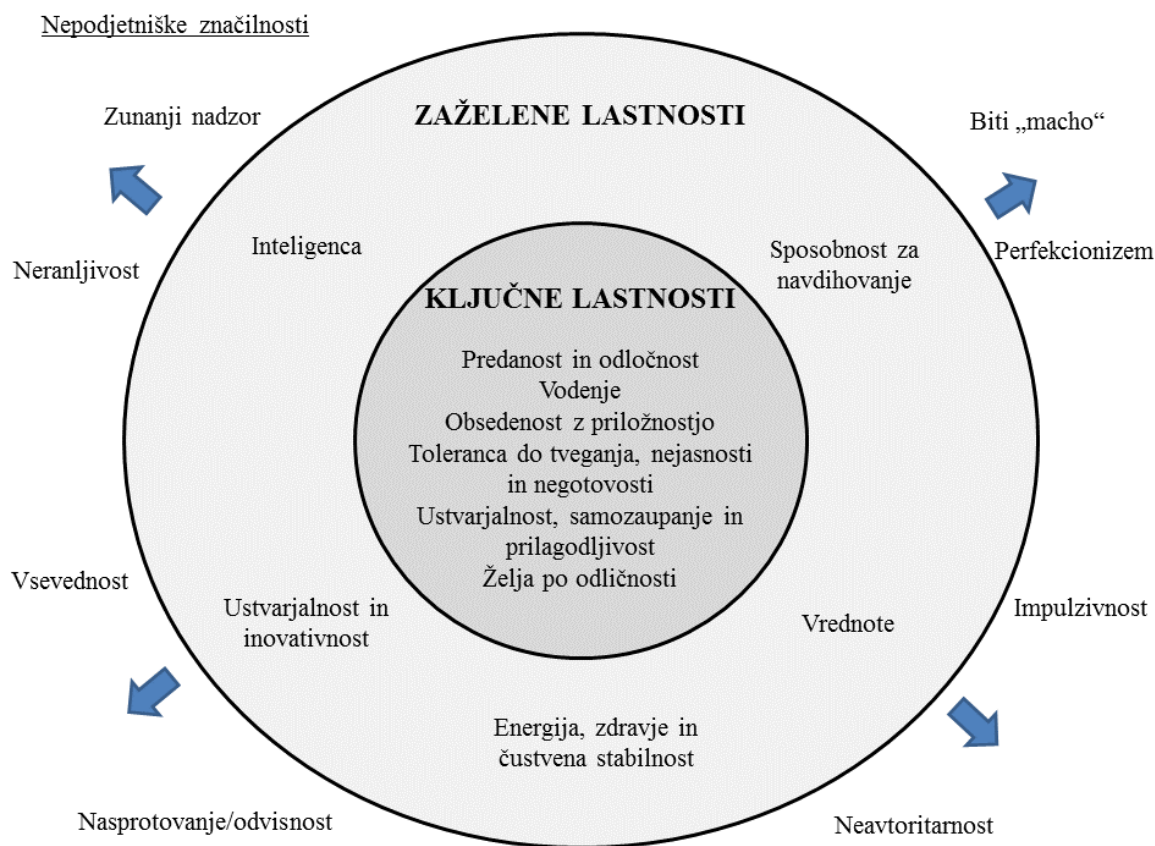 Nepodjetniške značilnosti
ZAŽELENE LASTNOSTI
Zunanji nadzor
Biti „macho“
Inteligenca
Sposobnost za
navdihovanje
Neranljivost
Perfekcionizem
KLJUČNE LASTNOSTI
Predanost in odločnost
Vodenje
Obsedenost z priložnostjo
Toleranca do tveganja, nejasnosti
in negotovosti
Ustvarjalnost, samozaupanje in
prilagodljivost
Želja po odličnosti
Vsevednost
Ustvarjalnost in
inovativnost
Vrednote
Impulzivnost
Energija, zdravje in
čustvena stabilnost
Nasprotovanje/odvisnost
Neavtoritarnost